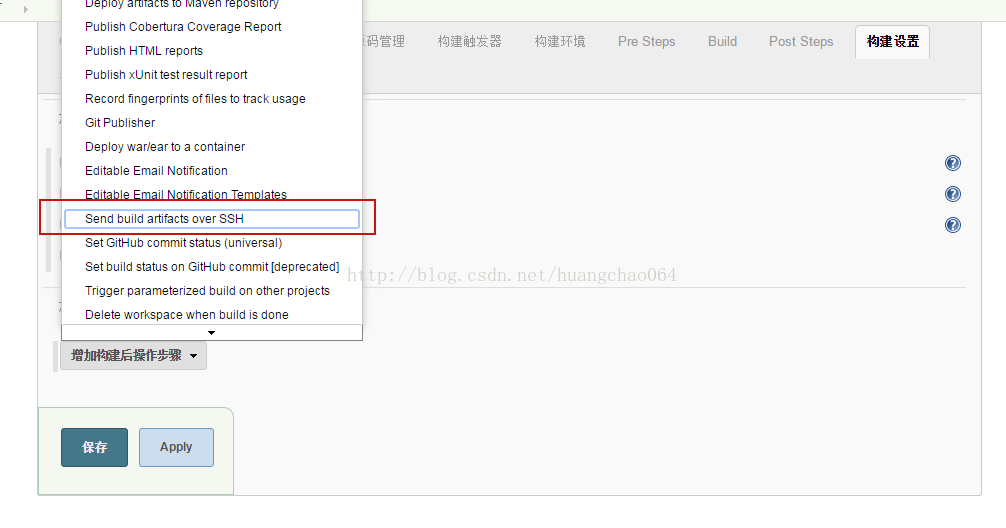 Deploy artifacts to Maven repository
Publish Cobertura Coverage Report
Publish HTML reports
Publish xUnit test result report
Record fingerprints of files to track usage
Git Publisher
Deploy war/ear to a container
Editable Email Notification
Editable Email Notification Templates
Send build artifacts over SSH
Set GitHub commit status (universal)
Set build status on GitHub commit [deprecated]
Trigger parameterized build on other projects
Delete workspace when build is done
码管理 构建触发器 构建环境 Pre Steps Build Post Steps 构建设置
http://blog.csdn.net/huangchao064
增加构建后操作步骤
保存 Apply